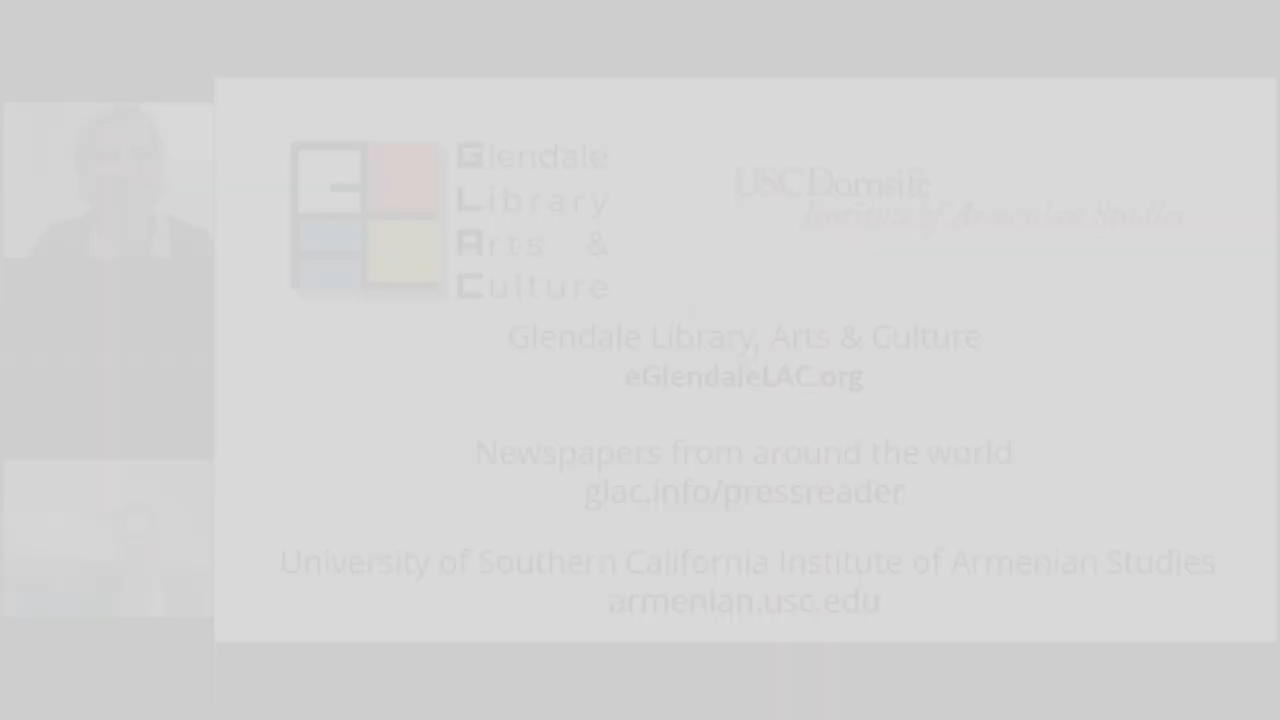 Glendale
Library
Arts &
Culture
USC Dornsife
Institute of Armenian Studies
Glendale Library, Arts & Culture
eGlendaleLAC.org
Newspapers from around the world
glac.info/pressreader
University of Southern California Institute of Armenian Studies
armenian.usc.edu